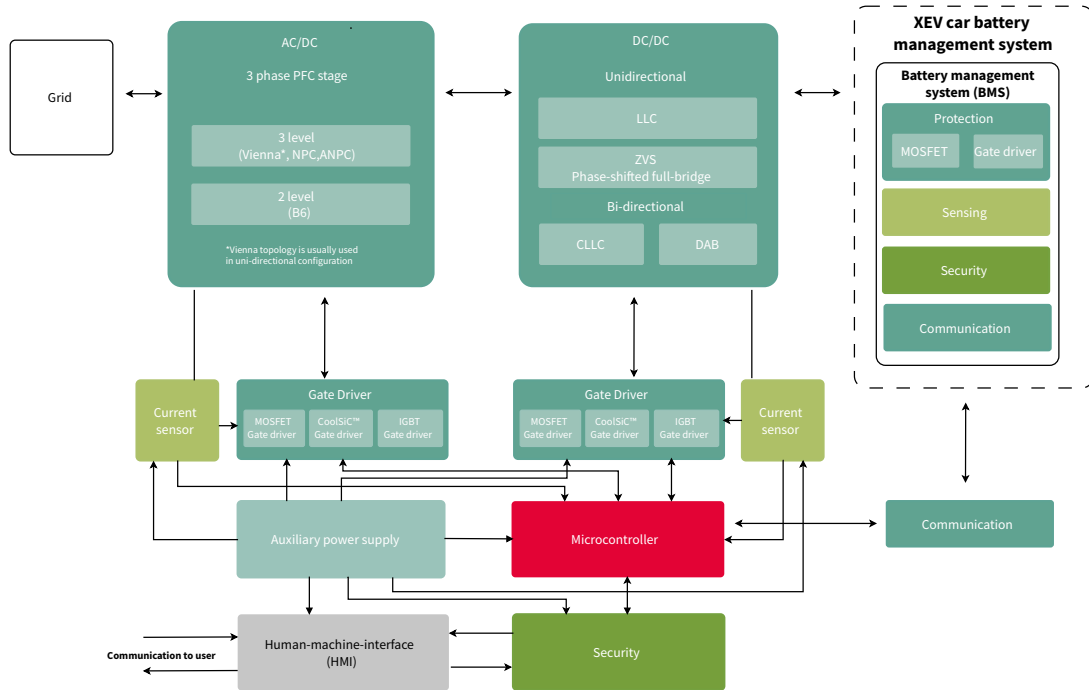 Grid
AC/DC
3 phase PFC stage
3 level
(Vienna*, NPC,ANPC)
2 level
(B6)
*Vienna topology is usually used
in uni-directional configuration
DC/DC
Unidirectional
LLC
ZVS
Phase-shifted full-bridge
Bi-directional
CLLC
DAB
XEV car battery
management system
Battery management
system (BMS)
Protection
MOSFET
Gate driver
Sensing
Security
Communication
Current
sensor
Gate Driver
MOSFET
Gate driver
CoolSiC™
Gate driver
IGBT
Gate driver
Gate Driver
MOSFET
Gate driver
CoolSiC™
Gate driver
IGBT
Gate driver
Current
sensor
Auxiliary power supply
Microcontroller
Communication
Communication to user
Human-machine-interface
(HMI)
Security